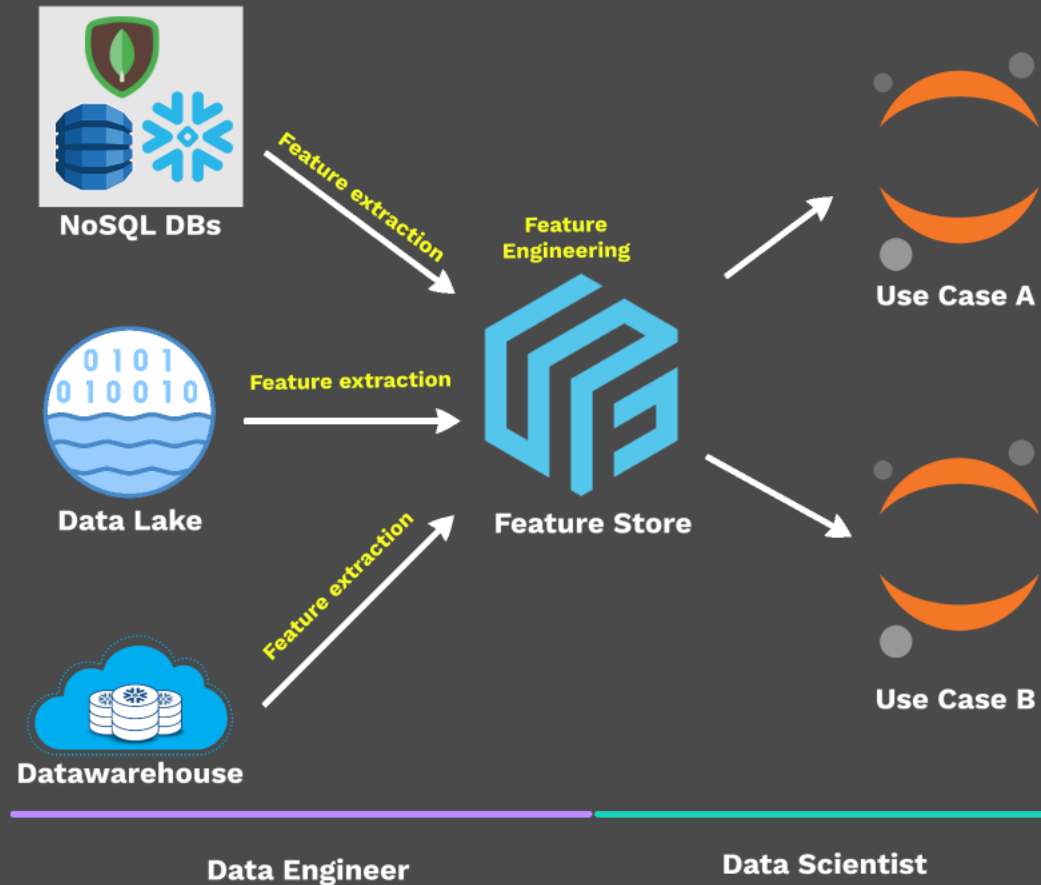 NoSQL DBs
Feature extraction
Feature
Engineering
Use Case A
0101
010010
Feature extraction
Data Lake
Feature Store
Feature extraction
Use Case B
Datawarehouse
Data Engineer
Data Scientist